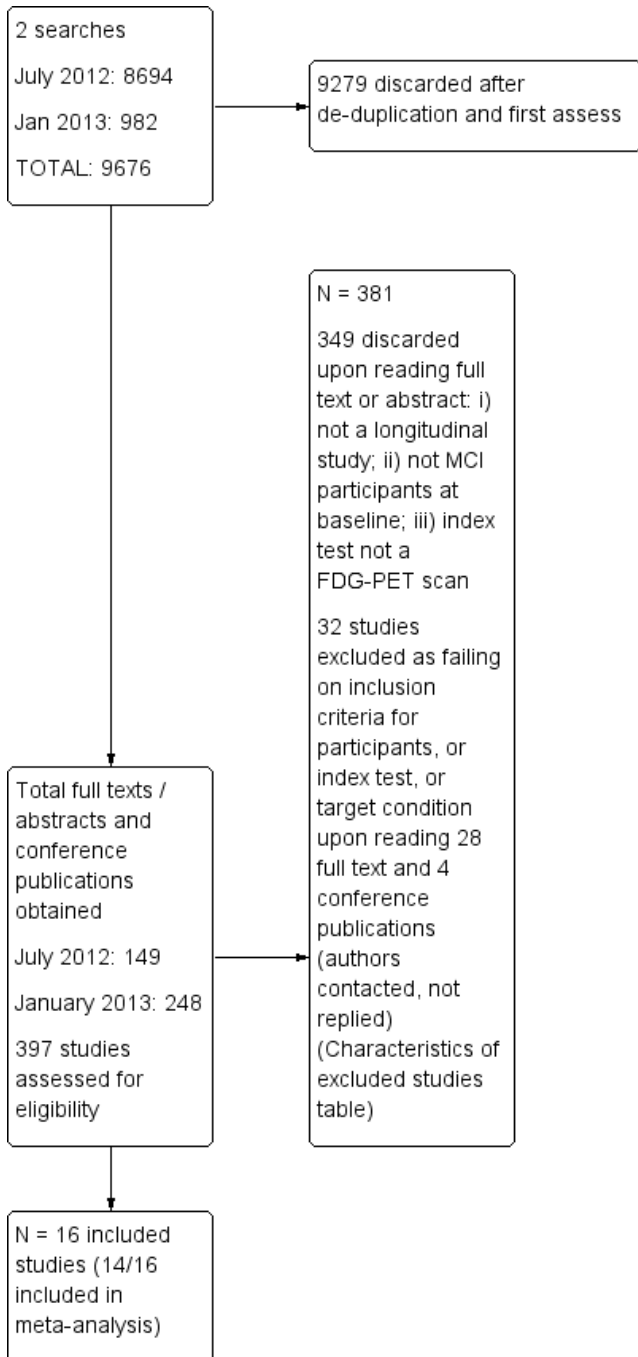 2 searches
July 2012: 8694
Jan 2013: 982
TOTAL: 9676
9279 discarded after
de-duplication and first assess
N = 381
349 discarded
upon reading full
text or abstract: i)
not a longitudinal
study; ii) not MCI
participants at
baseline; iii) index
test not a
FDG-PET scan
32 studies
excluded as failing
on inclusion
criteria for
participants, or
index test, or
target condition
upon reading 28
full text and 4
conference
publications
(authors
contacted, not
replied)
(Characteristics of
excluded studies
table)
Total full texts /
abstracts and
conference
publications
obtained
July 2012: 149
January 2013: 248
397 studies
assessed for
eligibility
N = 16 included
studies (14/16
included in
meta-analysis)